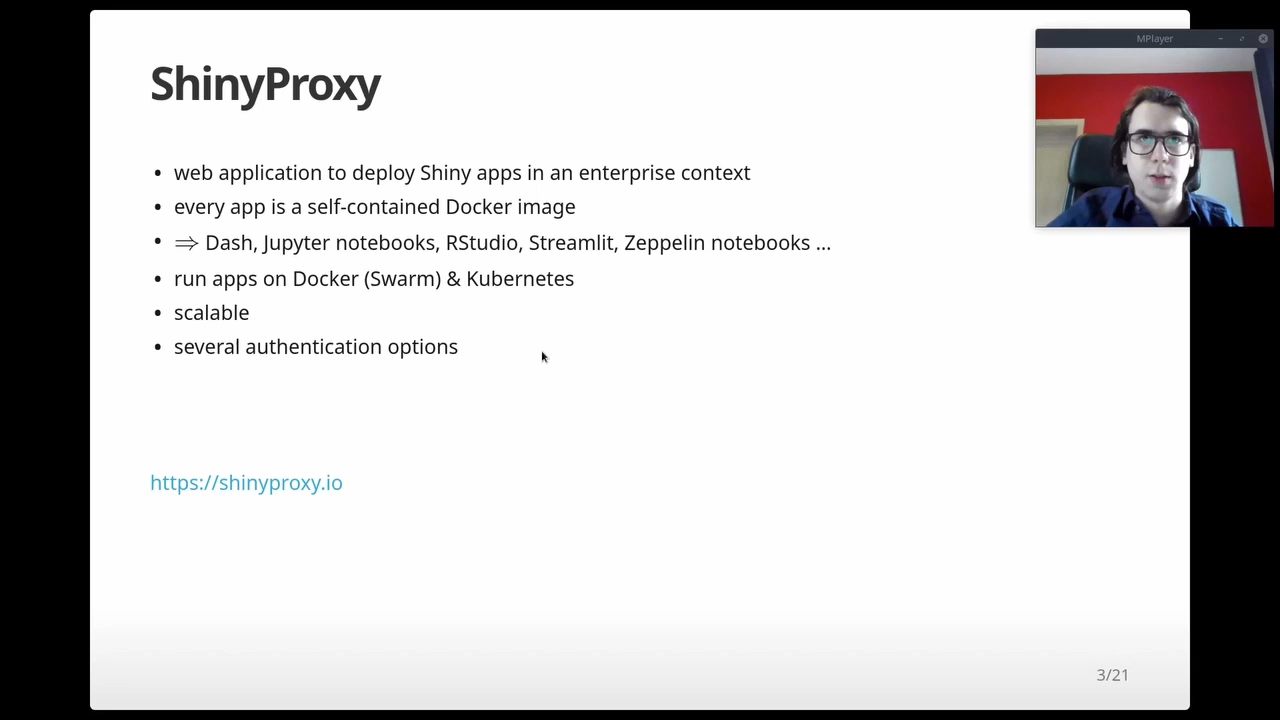 ShinyProxy
MPlayer
• web application to deploy Shiny apps in an enterprise context
• every app is a self-contained Docker image
• ⇒ Dash, Jupyter notebooks, RStudio, Streamlit, Zeppelin notebooks ...
• run apps on Docker (Swarm) & Kubernetes
• scalable
• several authentication options
https://shinyproxy.io
3/21